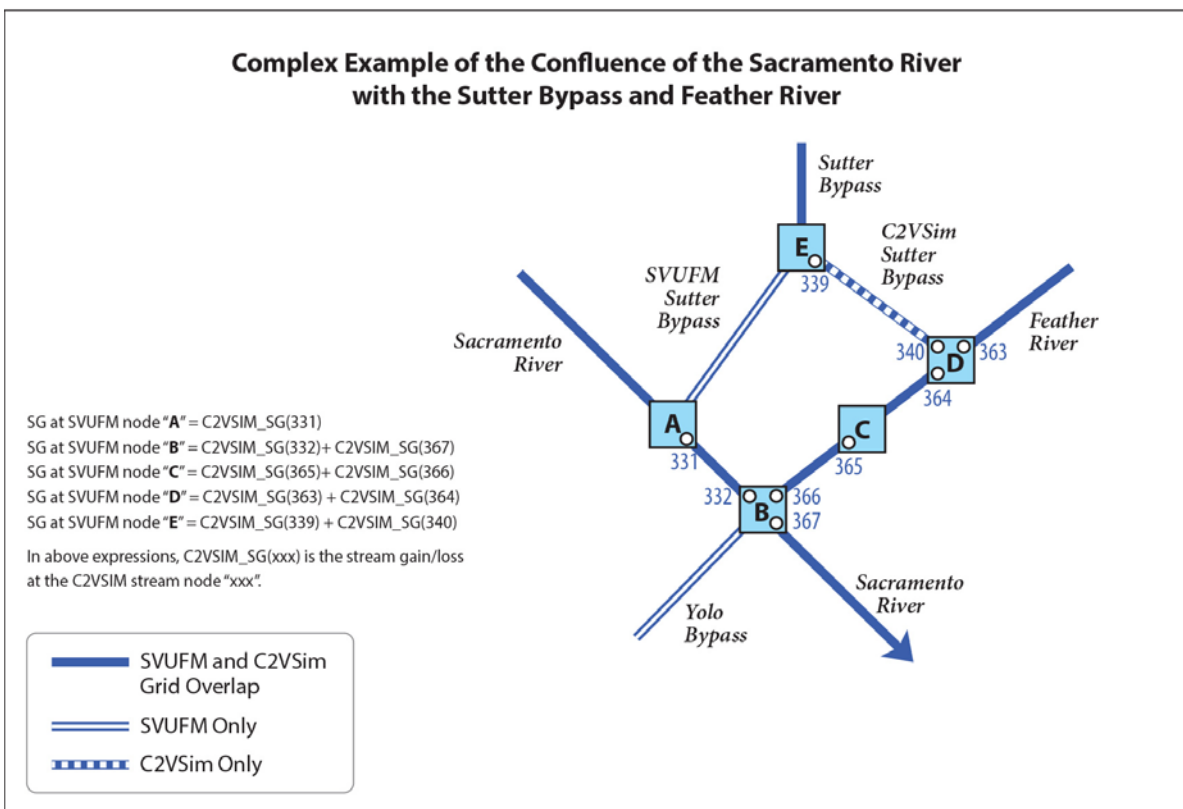 Complex Example of the Confluence of the Sacramento River
with the Sutter Bypass and Feather River
Sutter
Bypass
E
339
C2VSim
Sutter
Bypass
SVUFM
Sutter
Bypass
Sacramento
River
Feather
River
340
363
D
364
A
331
C
365
332
366
B
367
SG at SVUFM node "A" = C2VSIM_SG(331)
SG at SVUFM node "B" = C2VSIM_SG(332)+ C2VSIM_SG(367)
SG at SVUFM node "C" = C2VSIM_SG(365)+ C2VSIM_SG(366)
SG at SVUFM node "D" = C2VSIM_SG(363) + C2VSIM_SG(364)
SG at SVUFM node "E" = C2VSIM_SG(339) + C2VSIM_SG(340)
In above expressions, C2VSIM_SG(xxx) is the stream gain/loss
at the C2VSIM stream node "xxx".
Yolo
Bypass
Sacramento
River
SVUFM and C2VSim
Grid Overlap
SVUFM Only
C2VSim Only